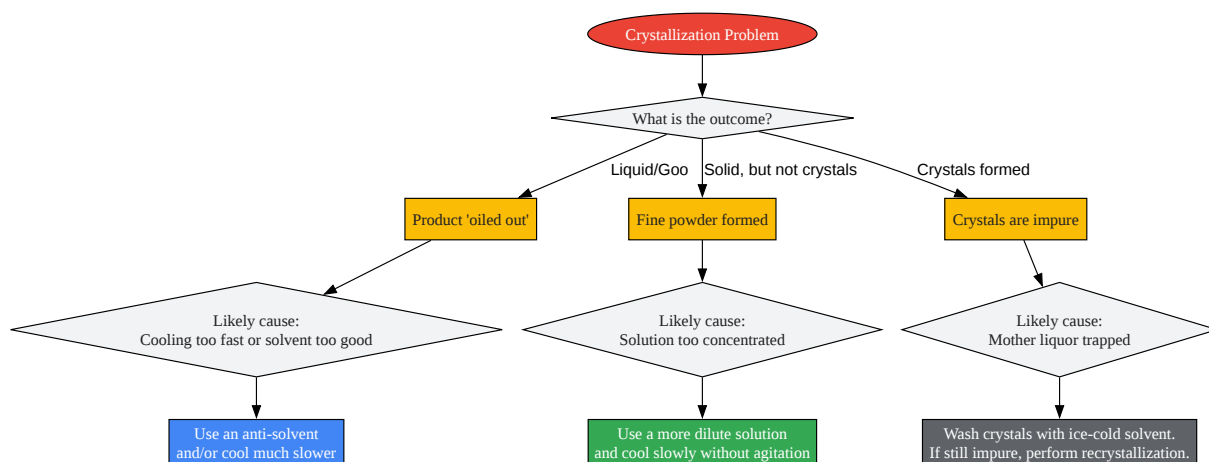 Crystallization Problem
What is the outcome?
Liquid/Goo
Solid, but not crystals
Crystals formed
Product 'oiled out'
Fine powder formed
Crystals are impure
Likely cause:
Cooling too fast or solvent too good
Likely cause:
Solution too concentrated
Likely cause:
Mother liquor trapped
Use an anti-solvent
and/or cool much slower
Use a more dilute solution
and cool slowly without agitation
Wash crystals with ice-cold solvent.
If still impure, perform recrystallization.